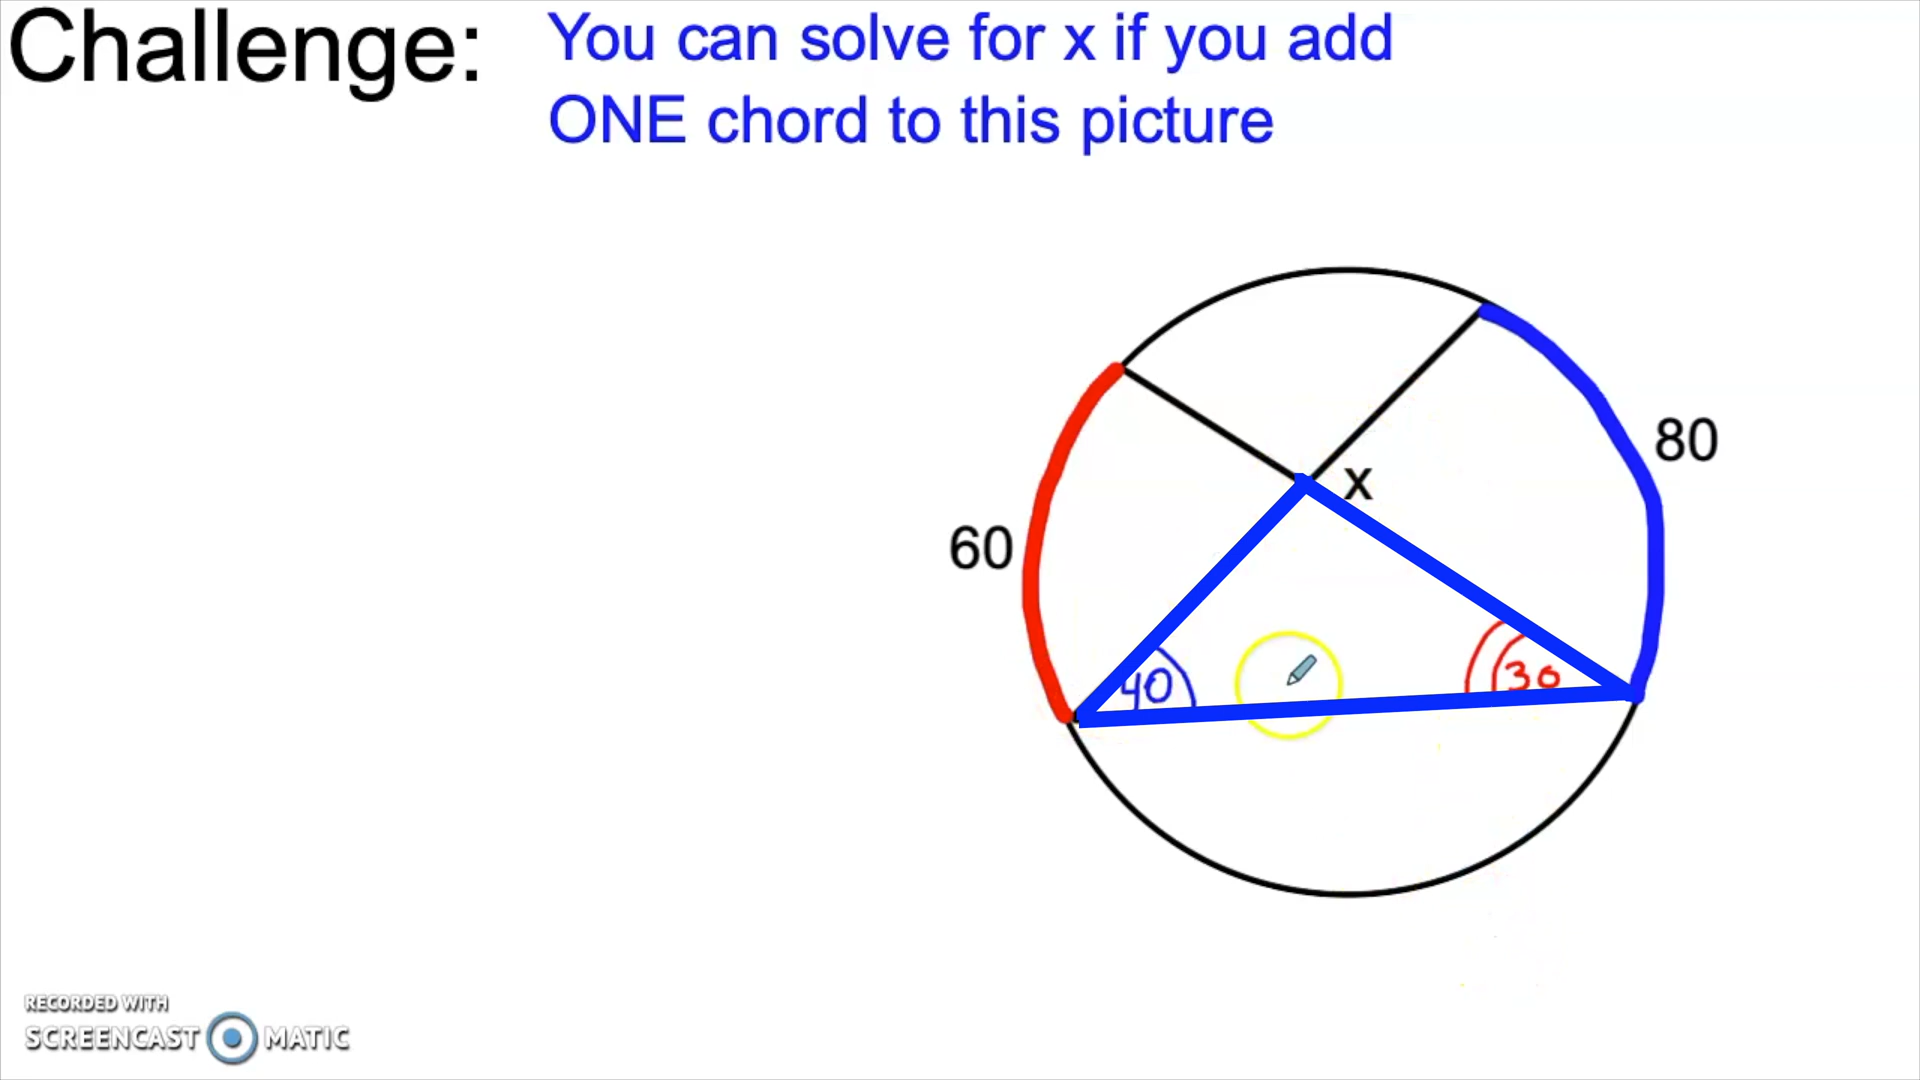 Challenge:
You can solve for x if you add
ONE chord to this picture
80
x
60
40
30
RECORDED WITH
SCREENCAST MATIC